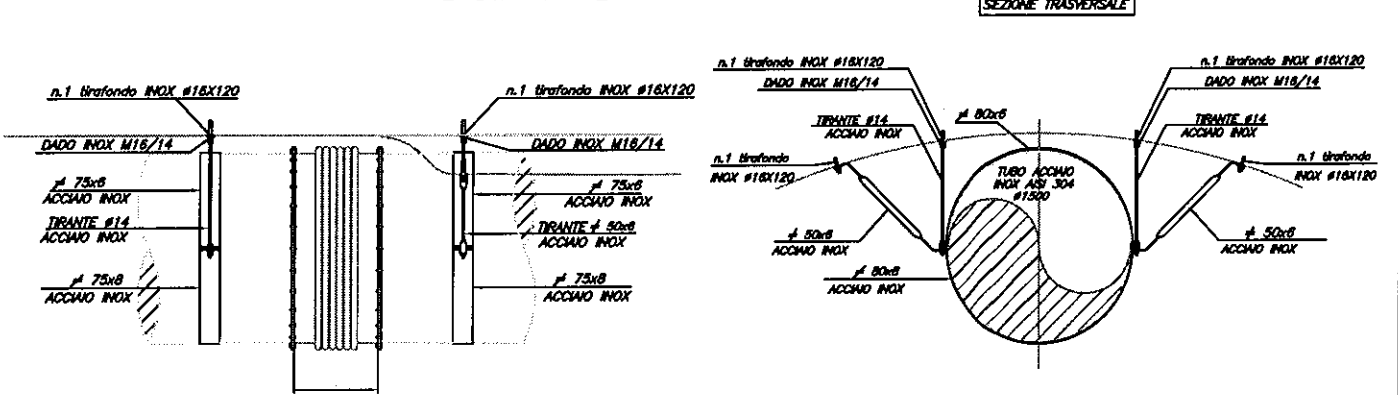 SEZIONE TRASVERSALE
n.1 tirafondo INOX ø16X120
DADO INOX M16/14
≠ 75x6
ACCIAIO INOX
TIRANTE ø14
ACCIAIO INOX
≠ 75x8
ACCIAIO INOX
n.1 tirafondo INOX ø16X120
DADO INOX M16/14
≠ 75x6
ACCIAIO INOX
TIRANTE ≠ 50x6
ACCIAIO INOX
≠ 75x8
ACCIAIO INOX
n.1 tirafondo INOX ø16X120
DADO INOX M16/14
≠ 80x6
TIRANTE ø14
ACCIAIO INOX
n.1 tirafondo
INOX ø16X120
≠ 50x6
ACCIAIO INOX
≠ 80x6
ACCIAIO INOX
TUBO ACCIAIO
INOX AISI 304
ø1500
n.1 tirafondo INOX ø16X120
DADO INOX M16/14
TIRANTE ø14
ACCIAIO INOX
n.1 tirafondo
INOX ø16X120
≠ 50x6
ACCIAIO INOX